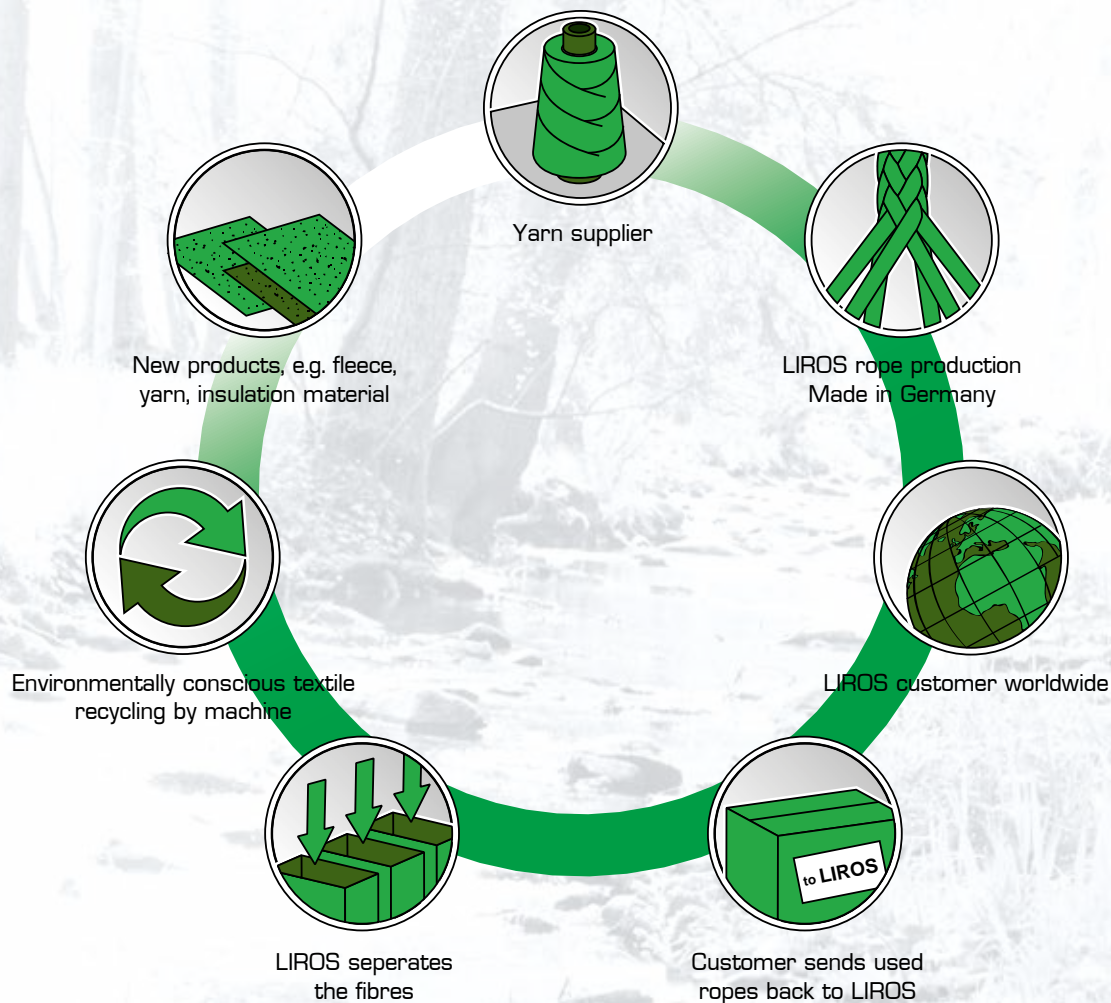 Yarn supplier
LIROS rope production
Made in Germany
LIROS customer worldwide
to LIROS
Customer sends used
ropes back to LIROS
LIROS seperates
the fibres
Environmentally conscious textile
recycling by machine
New products, e.g. fleece,
yarn, insulation material